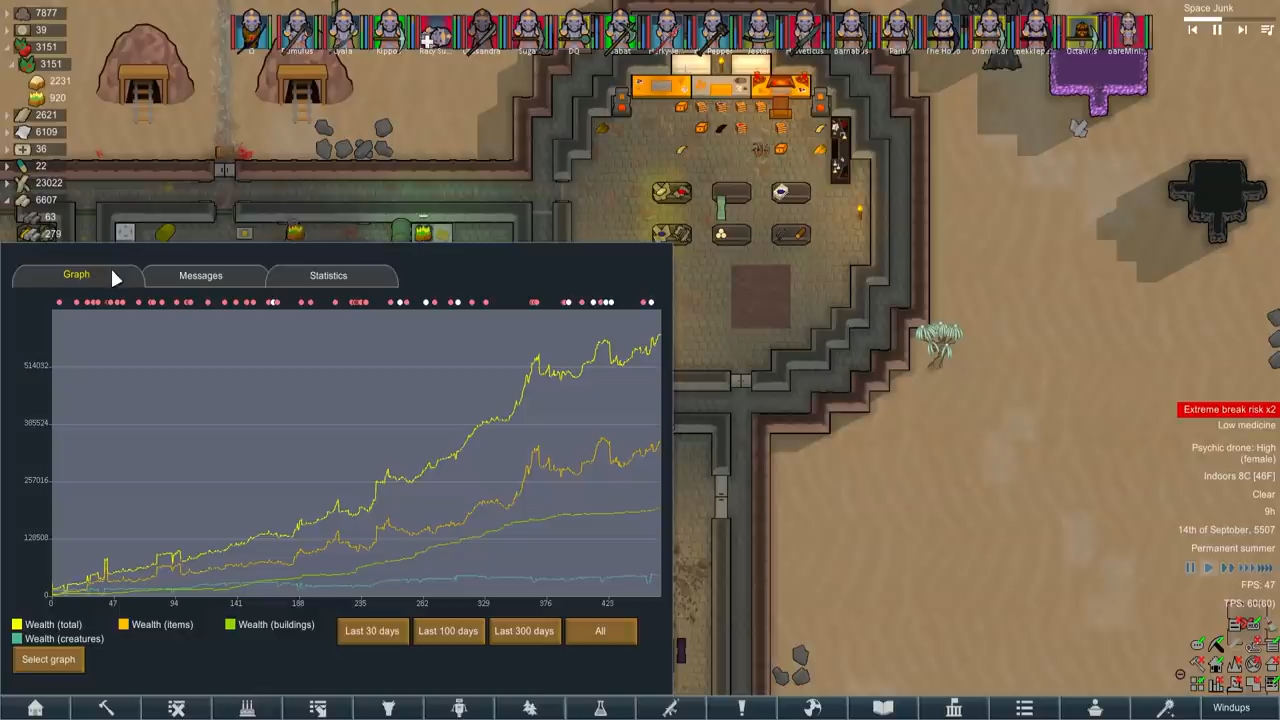 7877
39
3151
3151
2231
920
2621
6109
36
22
23022
6607
63
279
Space Junk
Graph
Messages
Statistics
514032
385524
257016
128508
0
0
47
94
141
188
235
282
329
376
423
Wealth (total)
Wealth (items)
Wealth (buildings)
Wealth (creatures)
Last 30 days
Last 100 days
Last 300 days
All
Select graph
Extreme break risk x2
Low medicine
Psychic drone: High
(female)
Indoors 8C [46F]
Clear
9h
14th of Septober, 5507
Permanent summer
FPS: 47
TPS: 60(60)
Windups